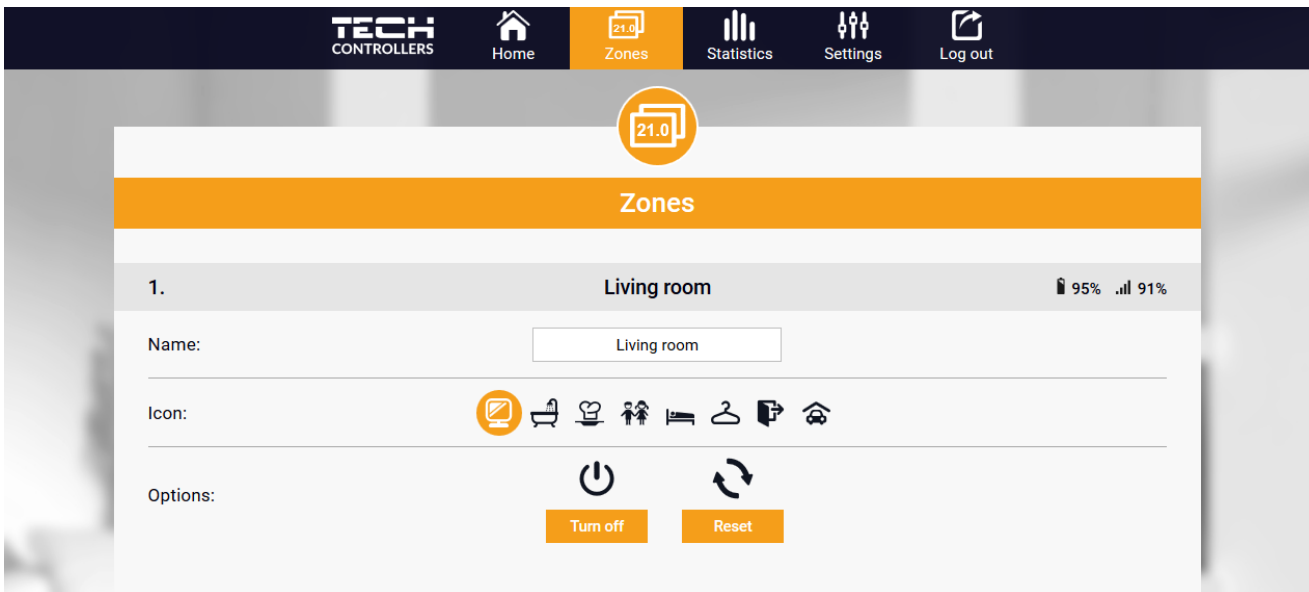 TECH
CONTROLLERS
Home
21.0
Zones
Statistics
Settings
Log out
21.0
Zones
1. Living room 95% 91%
Name: Living room
Icon:
Options:
Turn off Reset